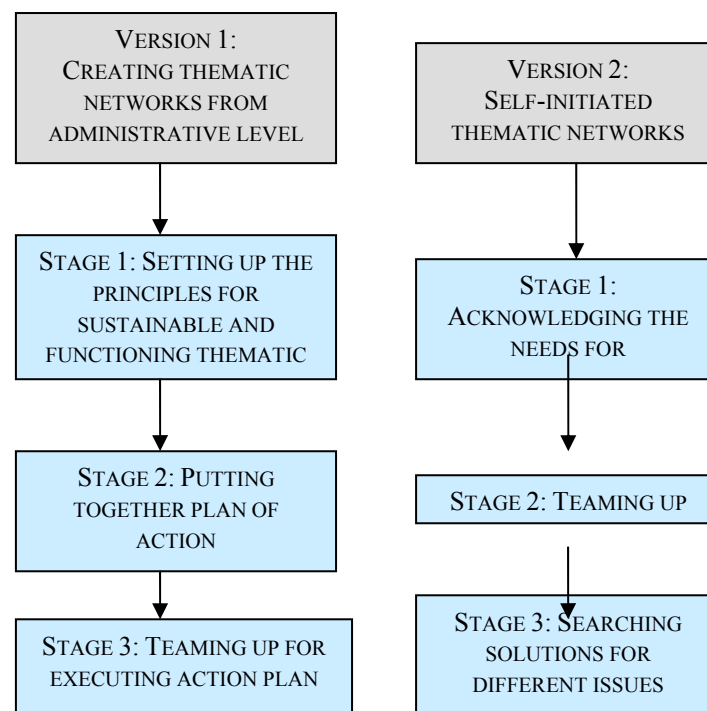 VERSION 1:
CREATING THEMATIC
NETWORKS FROM
ADMINISTRATIVE LEVEL
STAGE 1: SETTING UP THE
PRINCIPLES FOR
SUSTAINABLE AND
FUNCTIONING THEMATIC
STAGE 2: PUTTING
TOGETHER PLAN OF
ACTION
STAGE 3: TEAMING UP FOR
EXECUTING ACTION PLAN
VERSION 2:
SELF-INITIATED
THEMATIC NETWORKS
STAGE 1:
ACKNOWLEDGING THE
NEEDS FOR
STAGE 2: TEAMING UP
STAGE 3: SEARCHING
SOLUTIONS FOR
DIFFERENT ISSUES